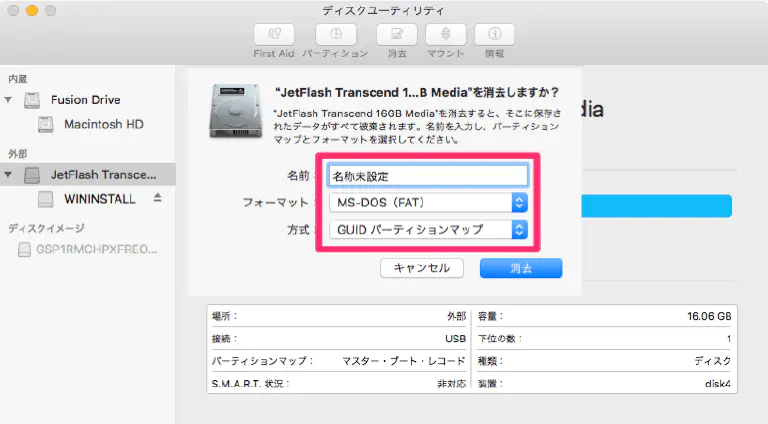 ディスクユーティリティ
First Aid パーティション 消去 マウント 情報
内蔵
Fusion Drive
Macintosh HD
外部
JetFlash Transce...
WININSTALL
ディスクイメージ
GSP1RMCHPXFREO...
"JetFlash Transcend 1...B Media"を消去しますか？
"JetFlash Transcend 16GB Media"を消去すると、そこに保存さ
れたデータがすべて破棄されます。名前を入力し、パーティション
マップとフォーマットを選択してください。
dia
名前： 名称未設定
フォーマット： MS-DOS（FAT）
方式： GUID パーティションマップ
キャンセル 消去
場所： 外部 容量： 16.06 GB
接続： USB 下位の数： 1
パーティションマップ： マスター・ブート・レコード 種類： ディスク
S.M.A.R.T. 状況： 非対応 装置： disk4